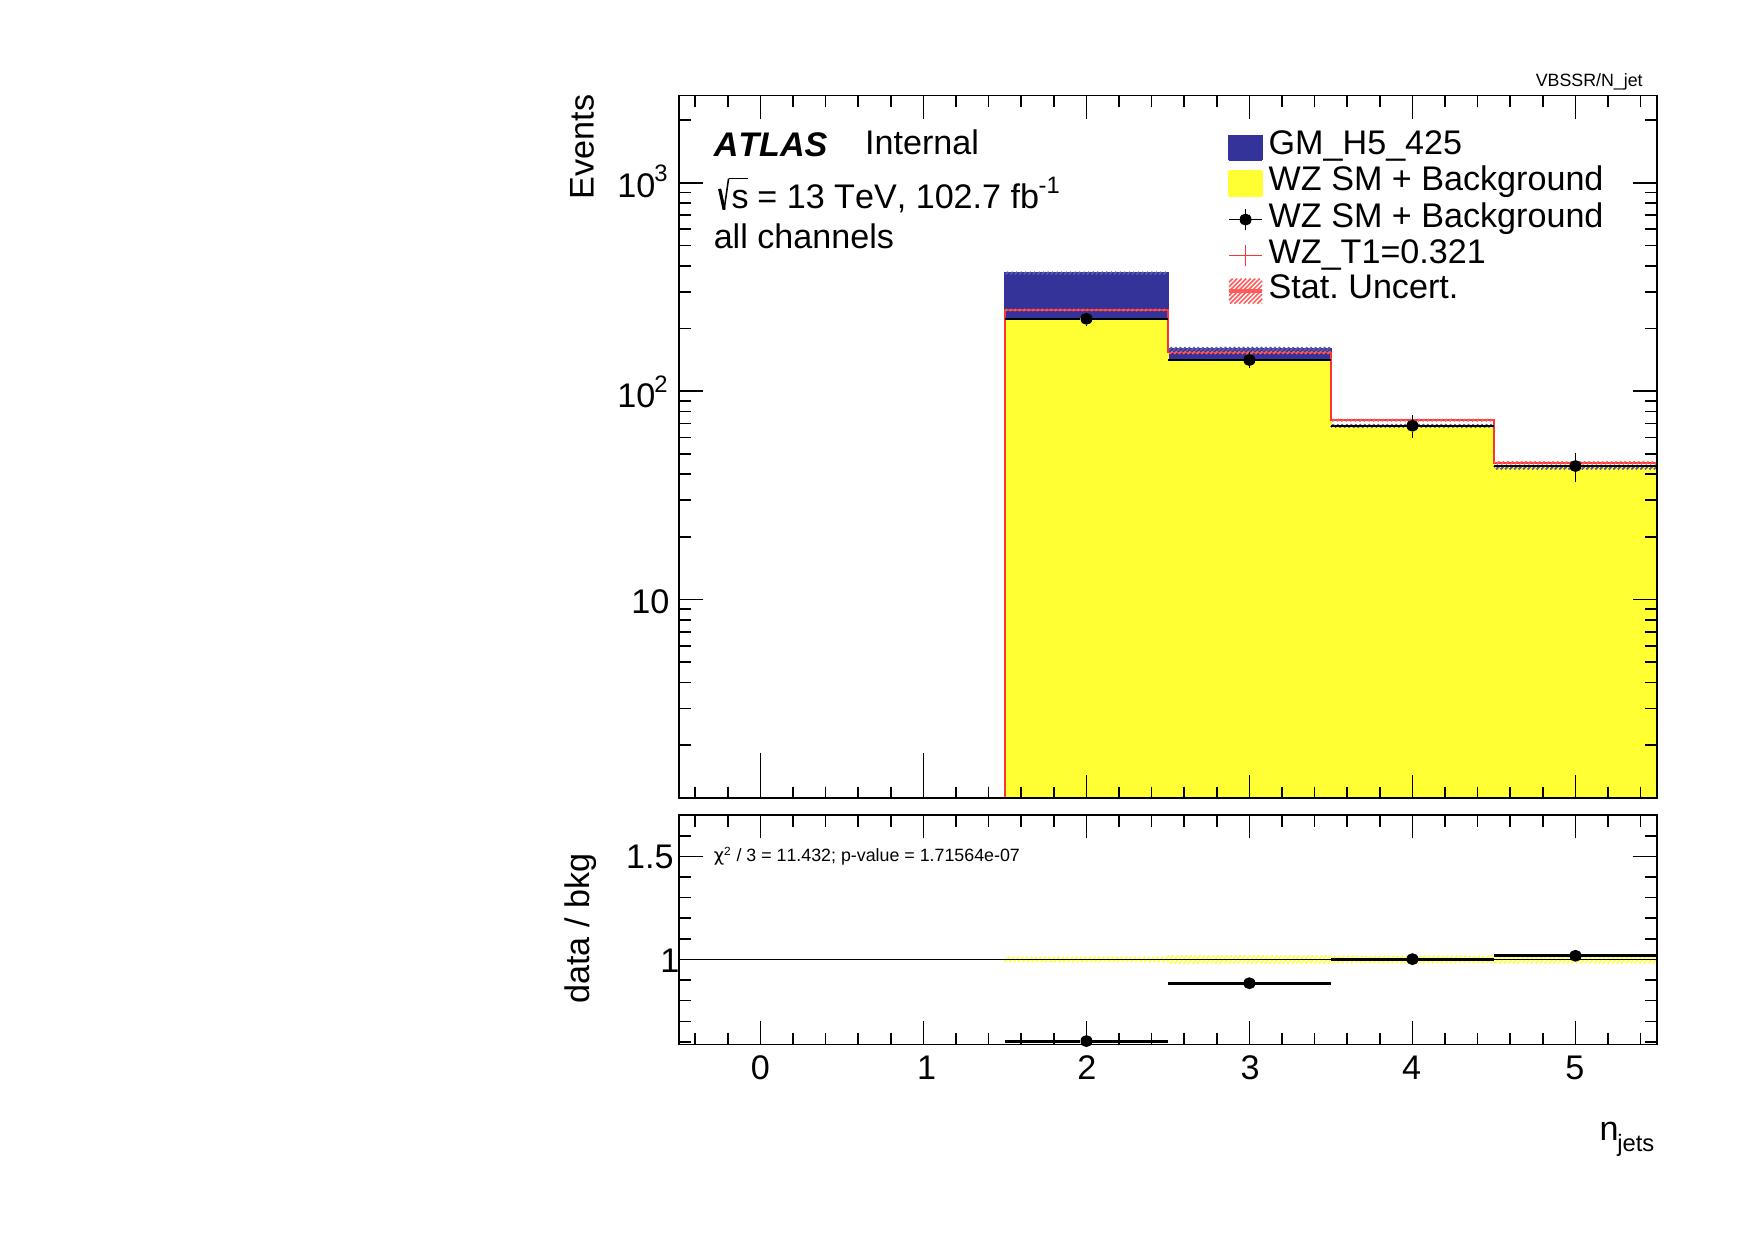 VBSSR/N_jet
Events
ATLAS Internal
√s = 13 TeV, 102.7 fb⁻¹
all channels
GM_H5_425
WZ SM + Background
WZ SM + Background
WZ_T1=0.321
Stat. Uncert.
10³
10²
10
data / bkg
1.5
1
χ² / 3 = 11.432; p-value = 1.71564e-07
0 1 2 3 4 5
n_jets